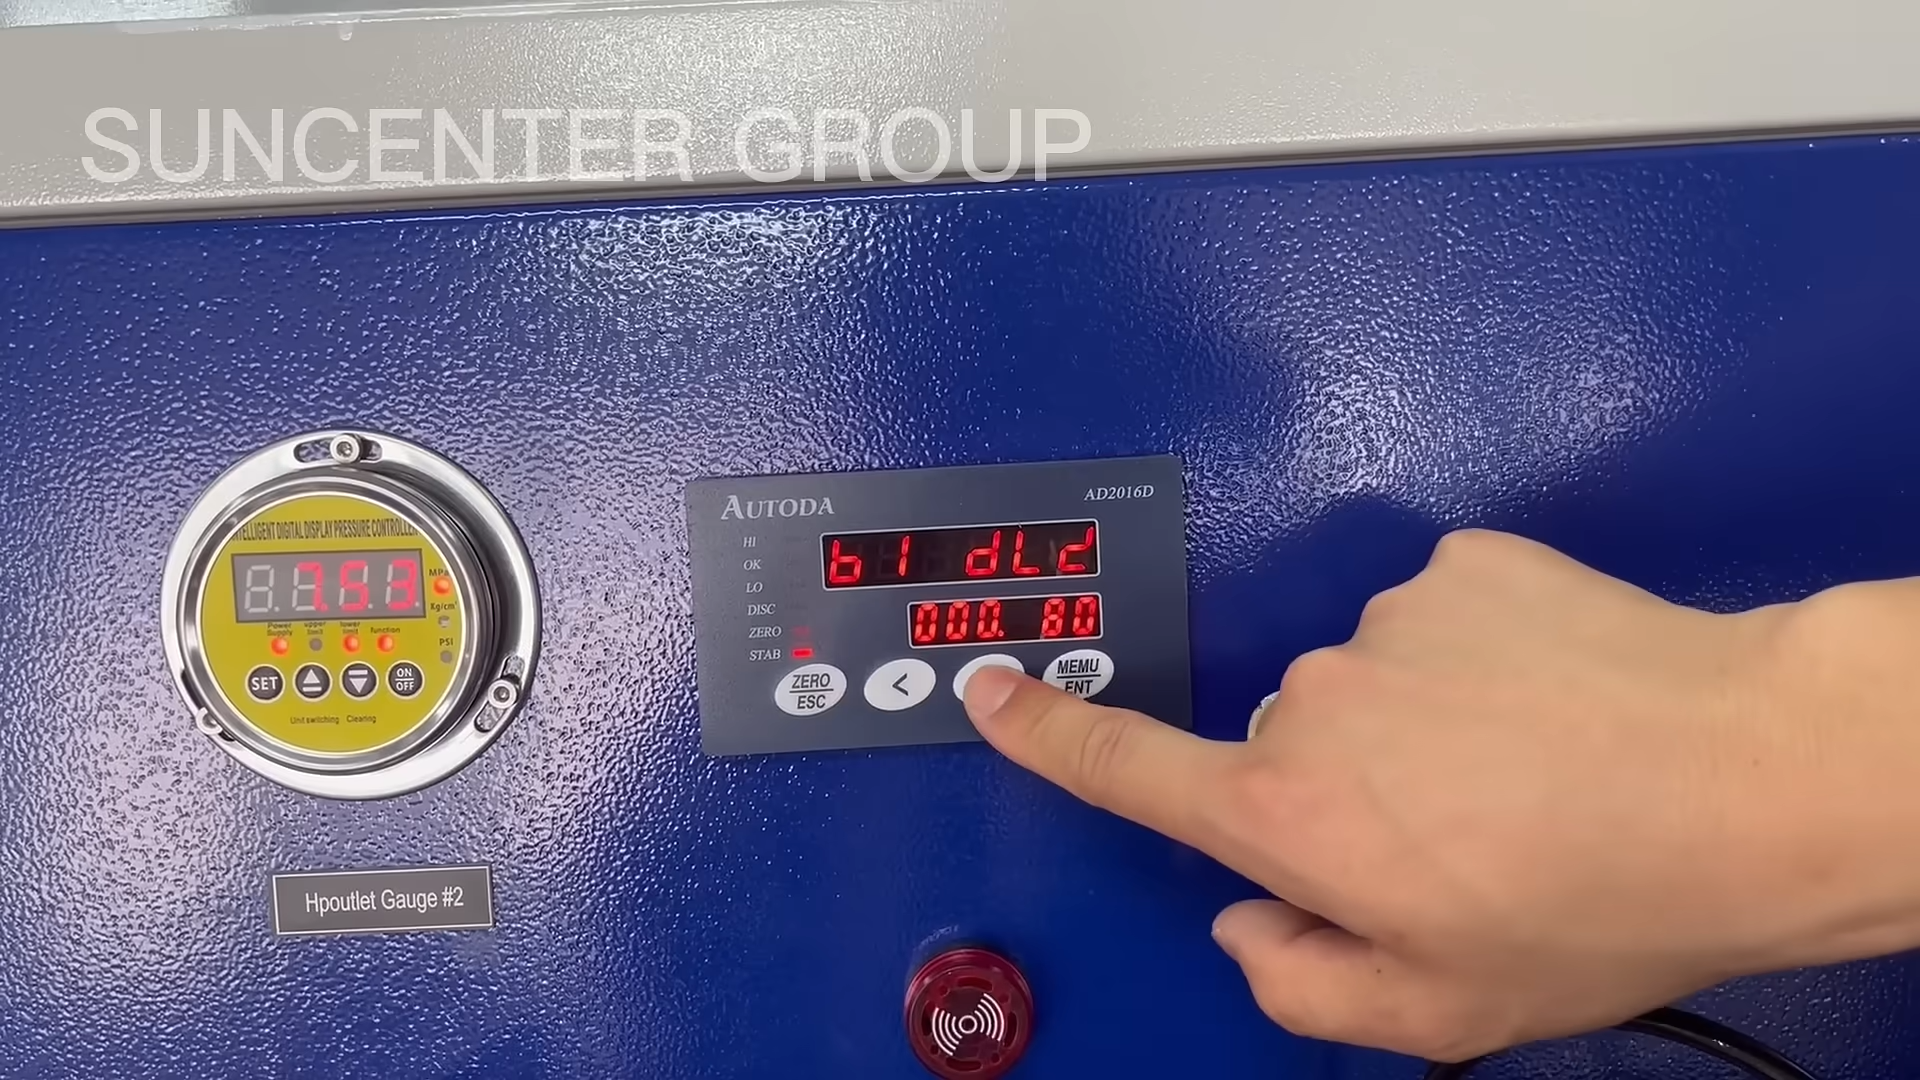 SUNCENTER GROUP
INTELLIGENT DIGITAL DISPLAY PRESSURE CONTROLLER
7.53
MPa
Kg/cm²
PSI
Power Supply
upper limit
lower limit
function
SET
ON
OFF
Unit switching Clearing
Hpoutlet Gauge #2
AUTODA
AD2016D
HI
OK
LO
DISC
ZERO
STAB
b1 dLd
000. 80
ZERO
ESC
<
MEMU
ENT